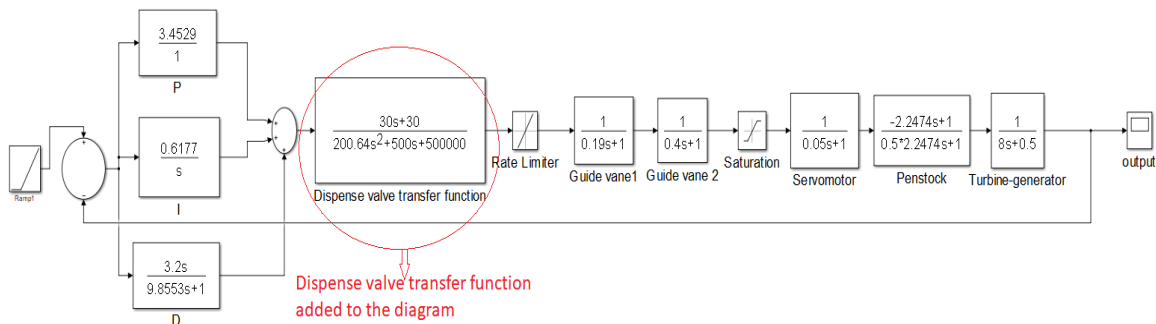 3.4529
1
P
0.6177
s
I
3.2s
9.8553s+1
D
Ramp1
+
-
+
+
+
30s+30
200.64s²+500s+500000
Dispense valve transfer function
Rate Limiter
1
0.19s+1
Guide vane1
1
0.4s+1
Guide vane 2
Saturation
1
0.05s+1
Servomotor
-2.2474s+1
0.5*2.2474s+1
Penstock
1
8s+0.5
Turbine-generator
output
Dispense valve transfer function
added to the diagram